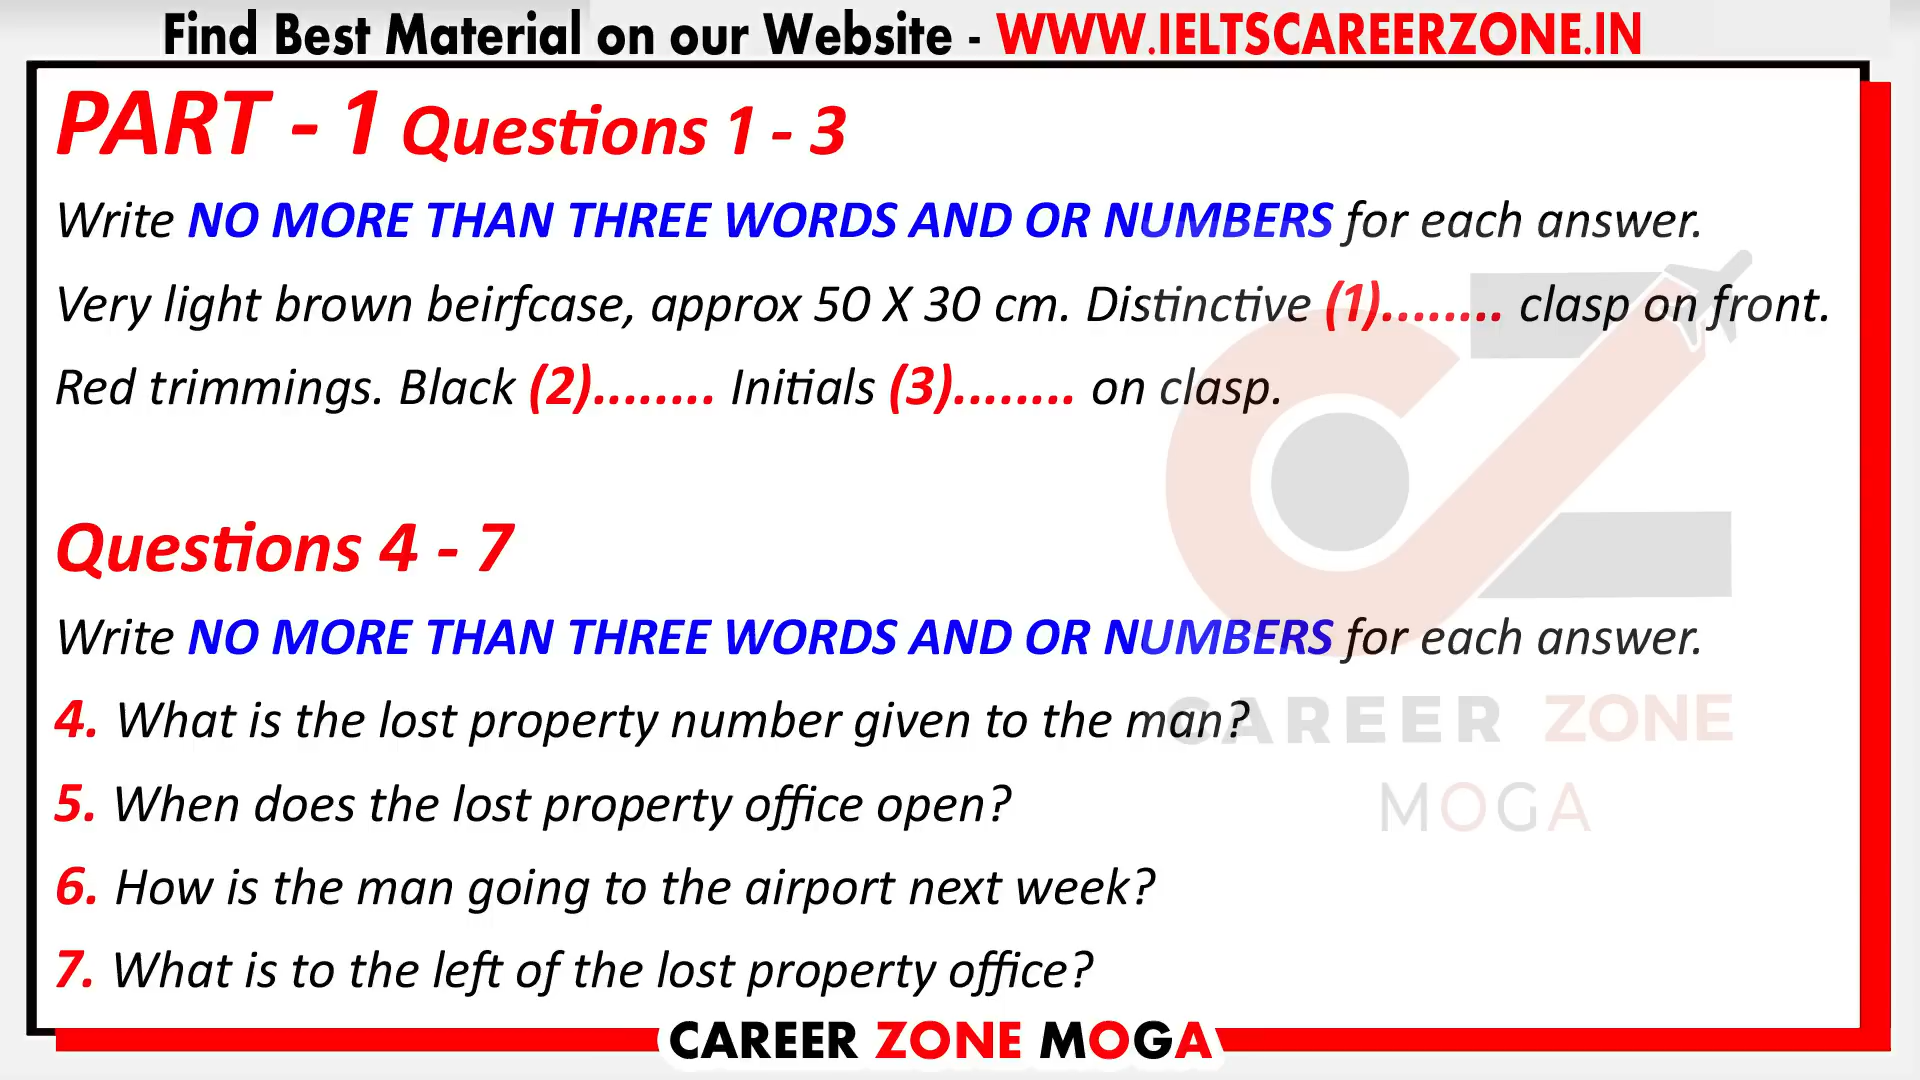 Find Best Material on our Website - WWW.IELTSCAREERZONE.IN
PART - 1 Questions 1 - 3
Write NO MORE THAN THREE WORDS AND OR NUMBERS for each answer.
Very light brown beirfcase, approx 50 X 30 cm. Distinctive (1)........ clasp on front.
Red trimmings. Black (2)........ Initials (3)........ on clasp.
Questions 4 - 7
Write NO MORE THAN THREE WORDS AND OR NUMBERS for each answer.
4. What is the lost property number given to the man?
CAREER ZONE
5. When does the lost property office open?
MOGA
6. How is the man going to the airport next week?
7. What is to the left of the lost property office?
CAREER ZONE MOGA